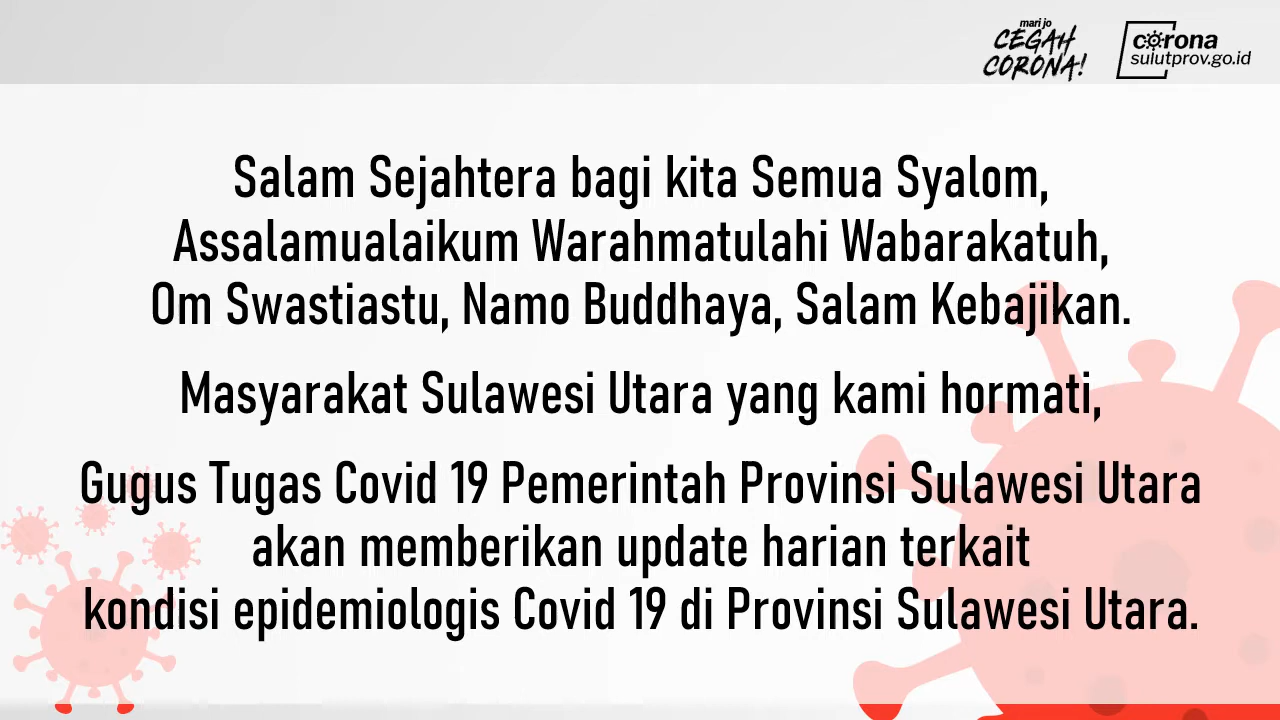 mari jo
CEGAH
CORONA!
corona
sulutprov.go.id
Salam Sejahtera bagi kita Semua Syalom,
Assalamualaikum Warahmatulahi Wabarakatuh,
Om Swastiastu, Namo Buddhaya, Salam Kebajikan.
Masyarakat Sulawesi Utara yang kami hormati,
Gugus Tugas Covid 19 Pemerintah Provinsi Sulawesi Utara
akan memberikan update harian terkait
kondisi epidemiologis Covid 19 di Provinsi Sulawesi Utara.